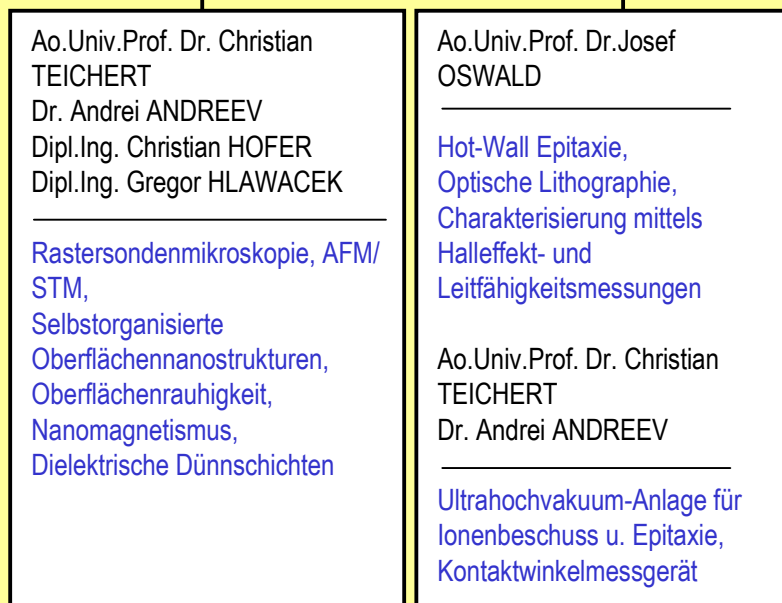 Ao.Univ.Prof. Dr. Christian
TEICHERT
Dr. Andrei ANDREEV
Dipl.Ing. Christian HOFER
Dipl.Ing. Gregor HLAWACEK
Rastersondenmikroskopie, AFM/
STM,
Selbstorganisierte
Oberflächennanostrukturen,
Oberflächenrauhigkeit,
Nanomagnetismus,
Dielektrische Dünnschichten
Ao.Univ.Prof. Dr.Josef
OSWALD
Hot-Wall Epitaxie,
Optische Lithographie,
Charakterisierung mittels
Halleffekt- und
Leitfähigkeitsmessungen
Ao.Univ.Prof. Dr. Christian
TEICHERT
Dr. Andrei ANDREEV
Ultrahochvakuum-Anlage für
Ionenbeschuss u. Epitaxie,
Kontaktwinkelmessgerät